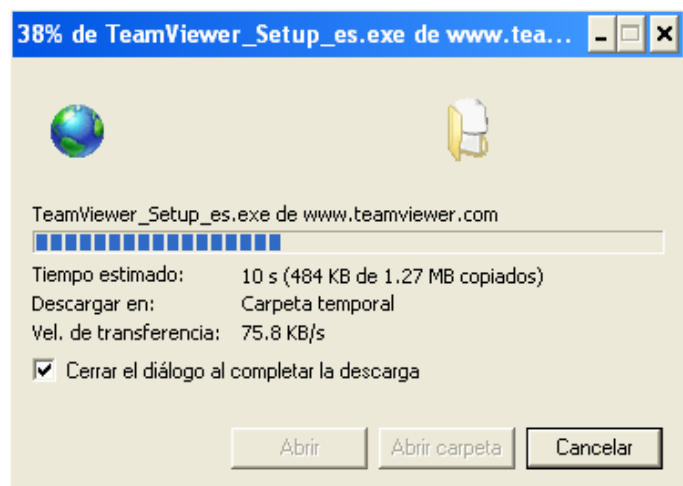 38% de TeamViewer_Setup_es.exe de www.tea...
TeamViewer_Setup_es.exe de www.teamviewer.com
Tiempo estimado: 10 s (484 KB de 1.27 MB copiados)
Descargar en: Carpeta temporal
Vel. de transferencia: 75.8 KB/s
Cerrar el diálogo al completar la descarga
Abrir Abrir carpeta Cancelar